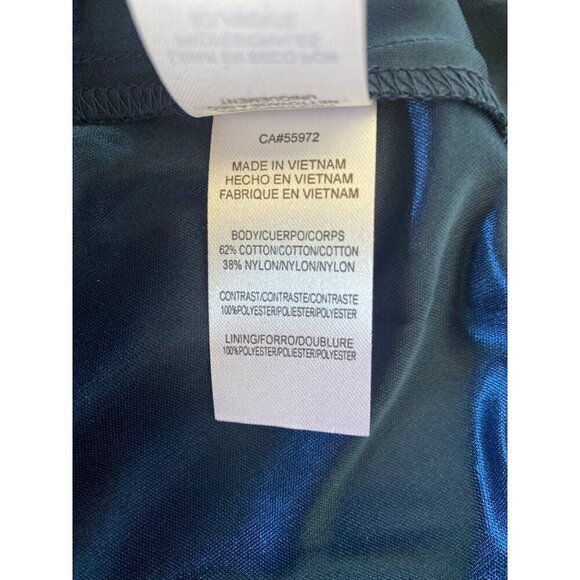 CA#55972
MADE IN VIETNAM
HECHO EN VIETNAM
FABRIQUE EN VIETNAM
BODY/CUERPO/CORPS
62% COTTON/COTTON/COTTON
38% NYLON/NYLON/NYLON
CONTRAST/CONTRASTE/CONTRASTE
100%POLYESTER/POLIESTER/POLYESTER
LINING/FORRO/DOUBLURE
100%POLYESTER/POLIESTER/POLYESTER